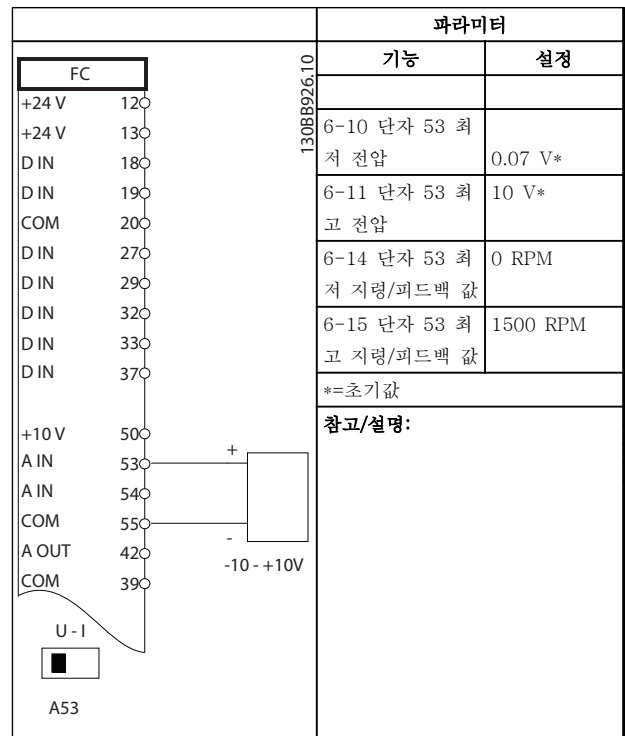 파라미터
기능 설정
6-10 단자 53 최
저 전압 0.07 V*
6-11 단자 53 최 10 V*
고 전압
6-14 단자 53 최 0 RPM
저 지령/피드백 값
6-15 단자 53 최 1500 RPM
고 지령/피드백 값
*=초기값
참고/설명:
130BB926.10
FC
+24 V 12
+24 V 13
D IN 18
D IN 19
COM 20
D IN 27
D IN 29
D IN 32
D IN 33
D IN 37
+10 V 50
A IN 53
A IN 54
COM 55
A OUT 42
COM 39
+
-
-10 - +10V
U - I
A53